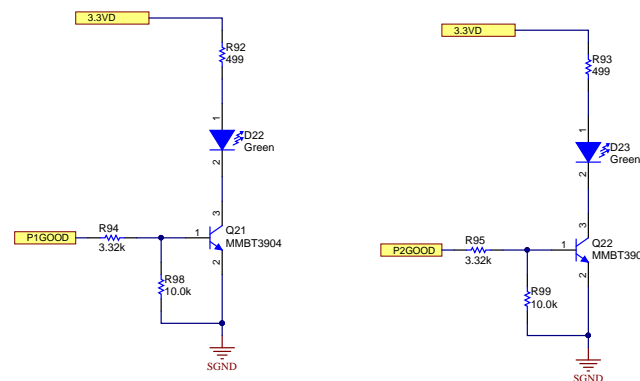 3.3VD
R92
499
1
D22
Green
2
3
Q21
MMBT3904
1
2
P1GOOD
R94
3.32k
R98
10.0k
SGND
3.3VD
R93
499
1
D23
Green
2
3
Q22
MMBT390
1
2
P2GOOD
R95
3.32k
R99
10.0k
SGND